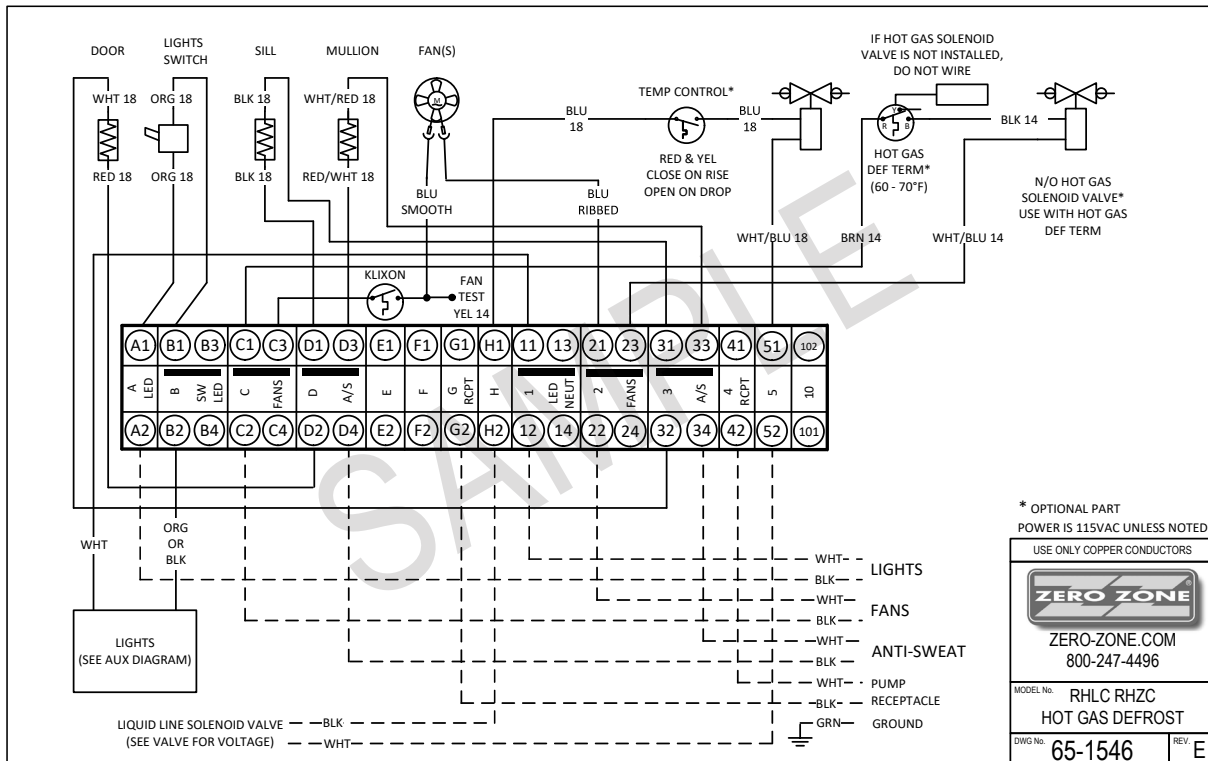 DOOR
LIGHTS
SWITCH
SILL
MULLION
FAN(S)
IF HOT GAS SOLENOID
VALVE IS NOT INSTALLED,
DO NOT WIRE
WHT 18
ORG 18
BLK 18
WHT/RED 18
M
BLU
18
TEMP CONTROL*
BLU
18
R
Y
B
BLK 14
RED 18
ORG 18
BLK 18
RED/WHT 18
BLU
SMOOTH
BLU
RIBBED
RED & YEL
CLOSE ON RISE
OPEN ON DROP
HOT GAS
DEF TERM*
(60 - 70°F)
N/O HOT GAS
SOLENOID VALVE*
USE WITH HOT GAS
DEF TERM
WHT/BLU 18
BRN 14
WHT/BLU 14
KLIXON
FAN
TEST
YEL 14
SAMPLE
A1 B1 B3 C1 C3 D1 D3 E1 F1 G1 H1 11 13 21 23 31 33 41 51 102
A
LED
B
SW
LED
C
FANS
D
A/S
E
F
G
RCPT
H
1
LED
NEUT
2
FANS
3
A/S
4
RCPT
5
10
A2 B2 B4 C2 C4 D2 D4 E2 F2 G2 H2 12 14 22 24 32 34 42 52 101
WHT
ORG
OR
BLK
LIGHTS
(SEE AUX DIAGRAM)
WHT
BLK
LIGHTS
WHT
BLK
FANS
WHT
BLK
ANTI-SWEAT
WHT
BLK
PUMP
RECEPTACLE
GRN
GROUND
LIQUID LINE SOLENOID VALVE
(SEE VALVE FOR VOLTAGE)
BLK
WHT
* OPTIONAL PART
POWER IS 115VAC UNLESS NOTED
USE ONLY COPPER CONDUCTORS
ZERO ZONE®
ZERO-ZONE.COM
800-247-4496
MODEL No. RHLC RHZC
HOT GAS DEFROST
DWG No. 65-1546
REV. E